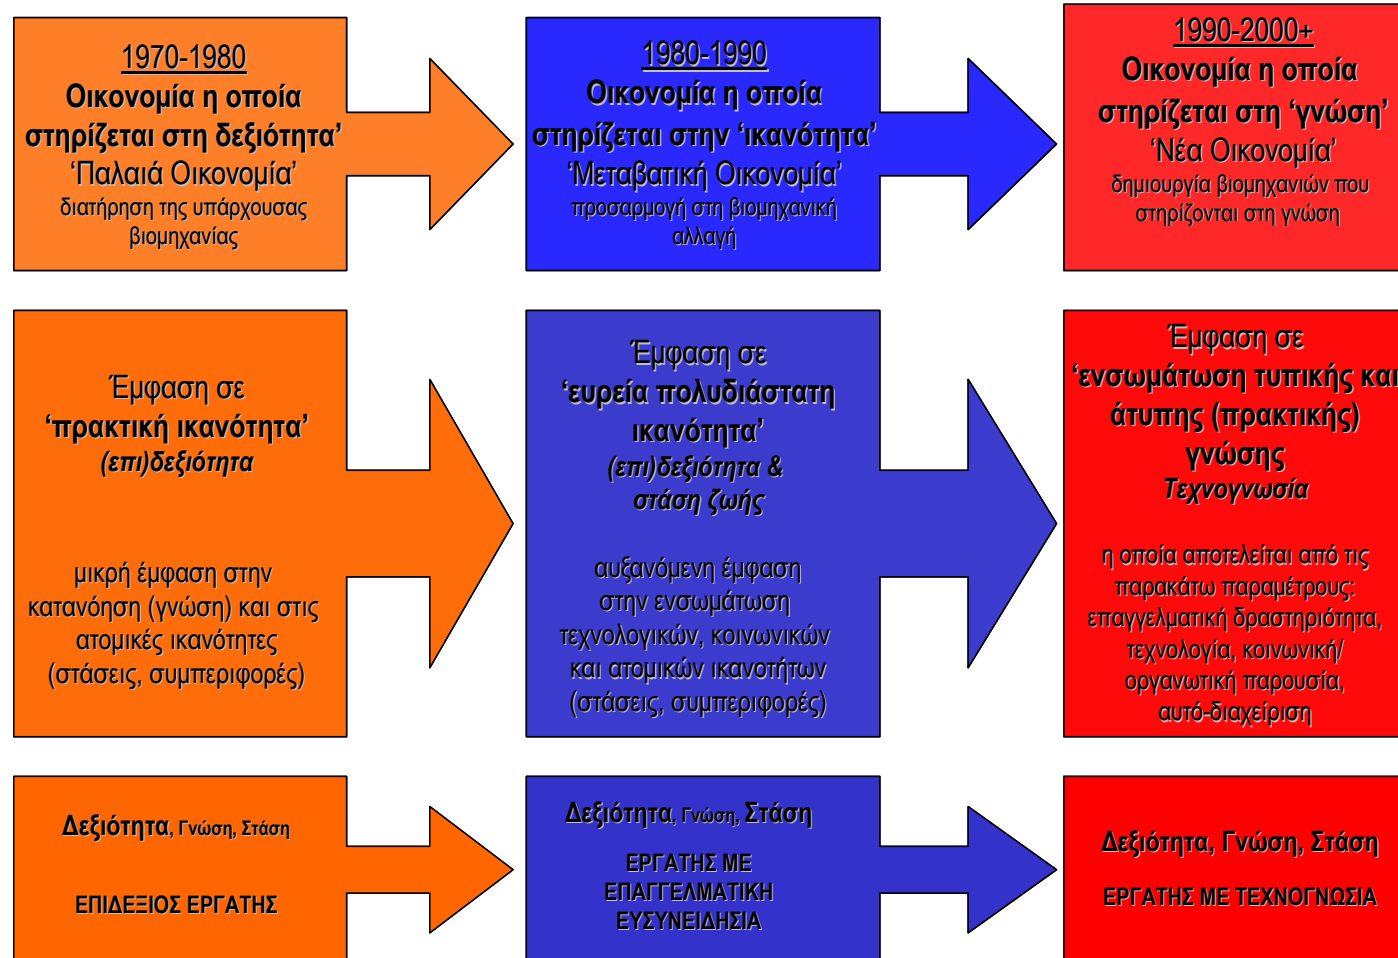 1970-1980
Οικονομία η οποία
στηρίζεται στη δεξιότητα’
‘Παλαιά Οικονομία’
διατήρηση της υπάρχουσας
βιομηχανίας
1980-1990
Οικονομία η οποία
στηρίζεται στην ‘ικανότητα’
‘Μεταβατική Οικονομία’
προσαρμογή στη βιομηχανική
αλλαγή
1990-2000+
Οικονομία η οποία
στηρίζεται στη ‘γνώση’
‘Νέα Οικονομία’
δημιουργία βιομηχανιών που
στηρίζονται στη γνώση
Έμφαση σε
‘πρακτική ικανότητα’
(επι)δεξιότητα
μικρή έμφαση στην
κατανόηση (γνώση) και στις
ατομικές ικανότητες
(στάσεις, συμπεριφορές)
Έμφαση σε
‘ευρεία πολυδιάστατη
ικανότητα’
(επι)δεξιότητα &
στάση ζωής
αυξανόμενη έμφαση
στην ενσωμάτωση
τεχνολογικών, κοινωνικών
και ατομικών ικανοτήτων
(στάσεις, συμπεριφορές)
Έμφαση σε
‘ενσωμάτωση τυπικής και
άτυπης (πρακτικής)
γνώσης
Τεχνογνωσία
η οποία αποτελείται από τις
παρακάτω παραμέτρους:
επαγγελματική δραστηριότητα,
τεχνολογία, κοινωνική/
οργανωτική παρουσία,
αυτό-διαχείριση
Δεξιότητα, Γνώση, Στάση
ΕΠΙΔΕΞΙΟΣ ΕΡΓΑΤΗΣ
Δεξιότητα, Γνώση, Στάση
ΕΡΓΑΤΗΣ ΜΕ
ΕΠΑΓΓΕΛΜΑΤΙΚΗ
ΕΥΣΥΝΕΙΔΗΣΙΑ
Δεξιότητα, Γνώση, Στάση
ΕΡΓΑΤΗΣ ΜΕ ΤΕΧΝΟΓΝΩΣΙΑ